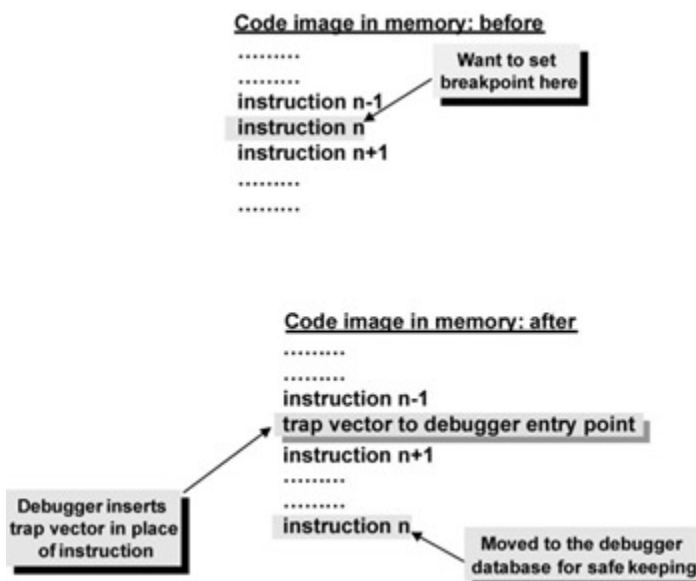 Code image in memory: before
.........
.........
instruction n-1
instruction n
instruction n+1
.........
.........
Want to set
breakpoint here
Code image in memory: after
.........
.........
instruction n-1
trap vector to debugger entry point
instruction n+1
.........
.........
instruction n
Debugger inserts
trap vector in place
of instruction
Moved to the debugger
database for safe keeping